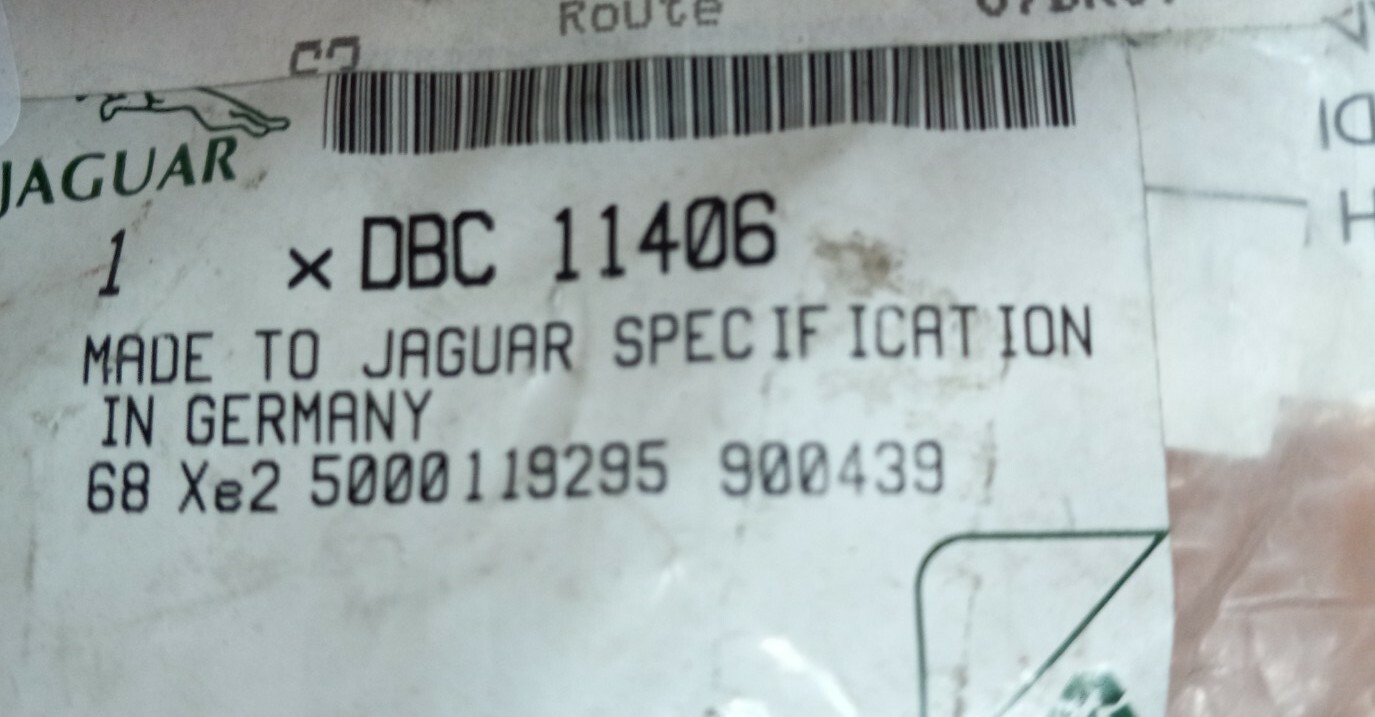 Route
JAGUAR
1 × DBC 11406
MADE TO JAGUAR SPECIFICATION
IN GERMANY
68 Xe2 5000119295 900439